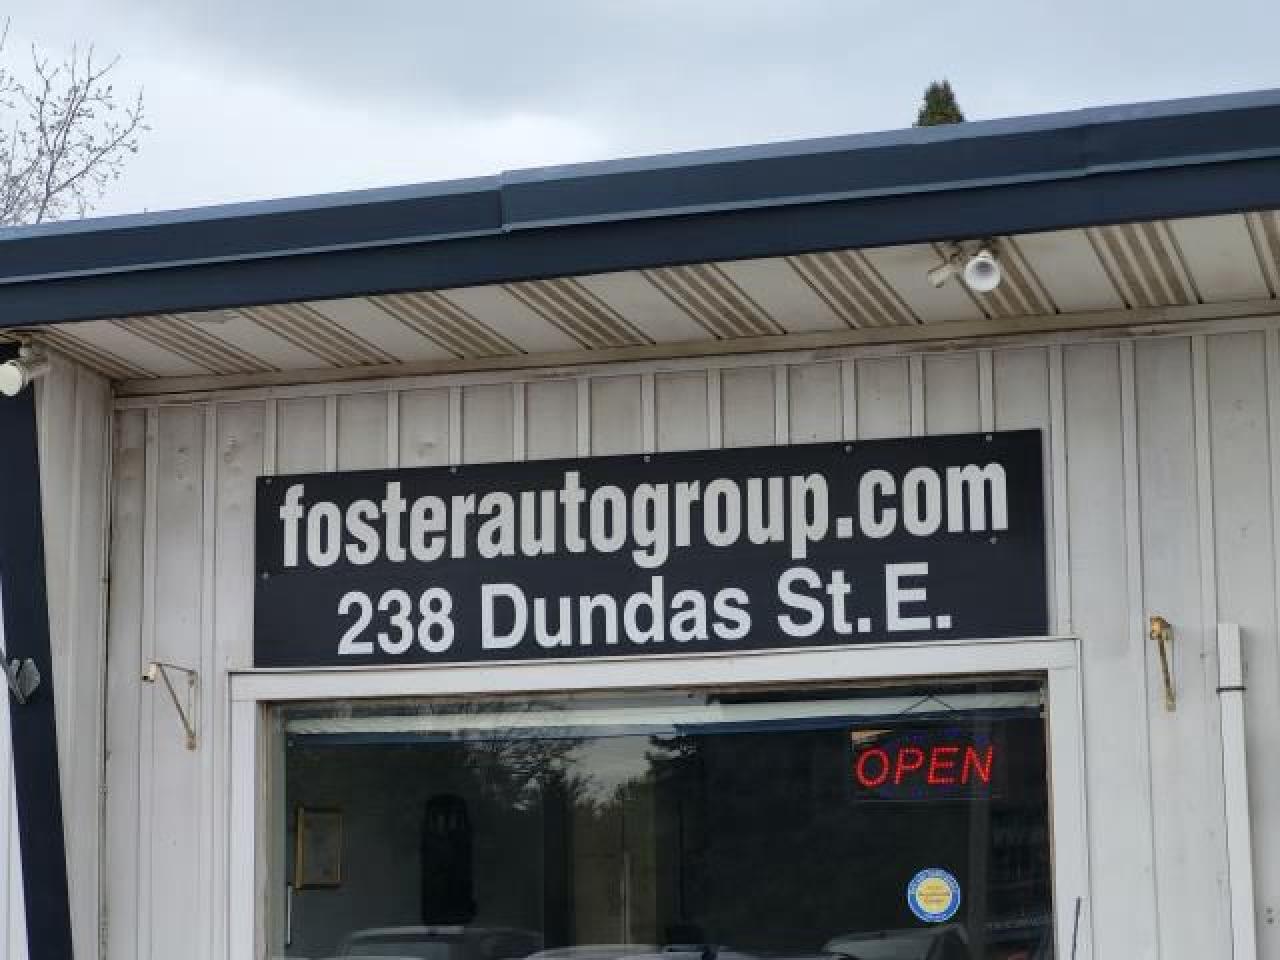 fosterautogroup.com
238 Dundas St. E.
OPEN